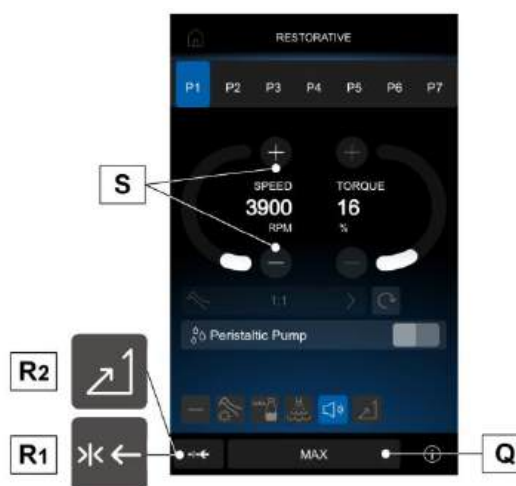 RESTORATIVE
P1 P2 P3 P4 P5 P6 P7
S
SPEED TORQUE
3900 16
RPM %
1:1
Peristaltic Pump
R2
R1
MAX
Q